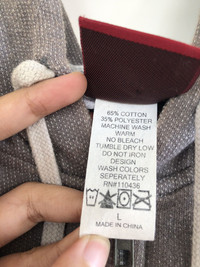 65% COTTON
35% POLYESTER
MACHINE WASH
WARM
NO BLEACH
TUMBLE DRY LOW
DO NOT IRON
DESIGN
WASH COLORS
SEPERATELY
RN#110436
L
MADE IN CHINA